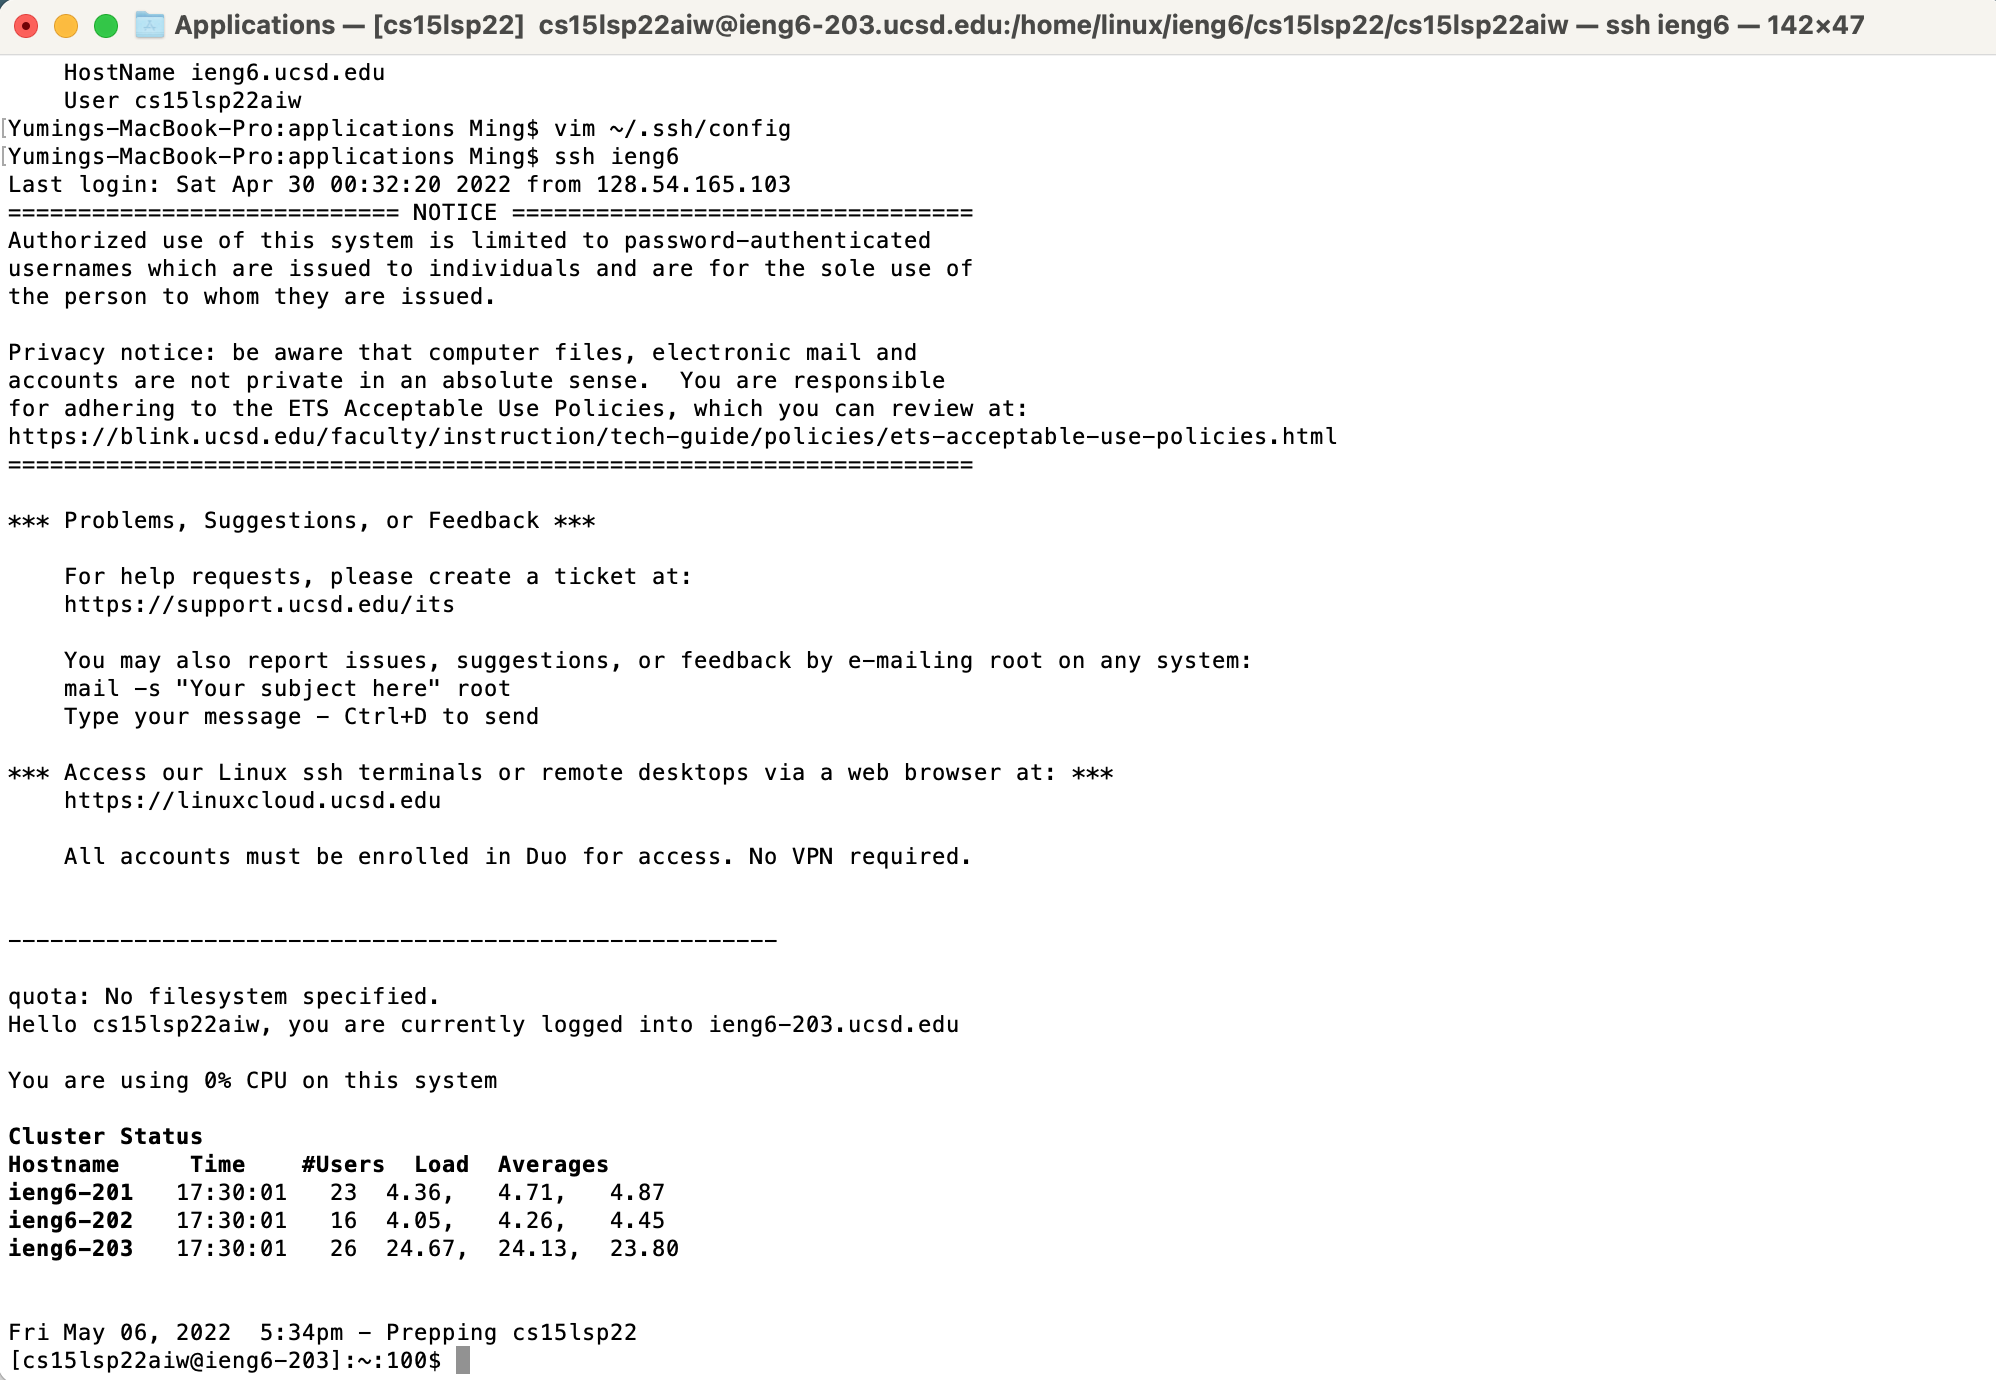 Applications — [cs15lsp22]  cs15lsp22aiw@ieng6-203.ucsd.edu:/home/linux/ieng6/cs15lsp22/cs15lsp22aiw — ssh ieng6 — 142×47
    HostName ieng6.ucsd.edu
    User cs15lsp22aiw
[Yumings-MacBook-Pro:applications Ming$ vim ~/.ssh/config
[Yumings-MacBook-Pro:applications Ming$ ssh ieng6
Last login: Sat Apr 30 00:32:20 2022 from 128.54.165.103
============================ NOTICE =================================
Authorized use of this system is limited to password-authenticated
usernames which are issued to individuals and are for the sole use of
the person to whom they are issued.

Privacy notice: be aware that computer files, electronic mail and
accounts are not private in an absolute sense.  You are responsible
for adhering to the ETS Acceptable Use Policies, which you can review at:
https://blink.ucsd.edu/faculty/instruction/tech-guide/policies/ets-acceptable-use-policies.html
=====================================================================

*** Problems, Suggestions, or Feedback ***

    For help requests, please create a ticket at:
    https://support.ucsd.edu/its

    You may also report issues, suggestions, or feedback by e-mailing root on any system:
    mail -s "Your subject here" root
    Type your message - Ctrl+D to send

*** Access our Linux ssh terminals or remote desktops via a web browser at: ***
    https://linuxcloud.ucsd.edu

    All accounts must be enrolled in Duo for access. No VPN required.


-------------------------------------------------------

quota: No filesystem specified.
Hello cs15lsp22aiw, you are currently logged into ieng6-203.ucsd.edu

You are using 0% CPU on this system

Cluster Status
Hostname     Time    #Users  Load  Averages
ieng6-201   17:30:01   23  4.36,   4.71,   4.87
ieng6-202   17:30:01   16  4.05,   4.26,   4.45
ieng6-203   17:30:01   26  24.67,  24.13,  23.80


Fri May 06, 2022  5:34pm - Prepping cs15lsp22
[cs15lsp22aiw@ieng6-203]:~:100$